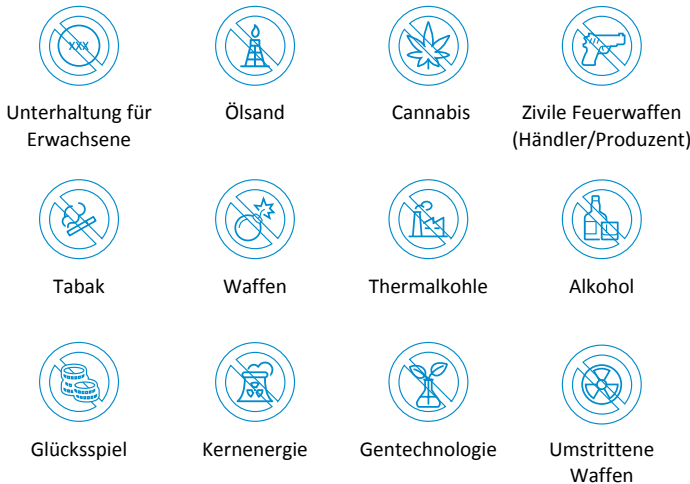 XXX
Unterhaltung für
Erwachsene
Ölsand
Cannabis
Zivile Feuerwaffen
(Händler/Produzent)
Tabak
Waffen
Thermalkohle
Alkohol
Glücksspiel
Kernenergie
Gentechnologie
Umstrittene
Waffen